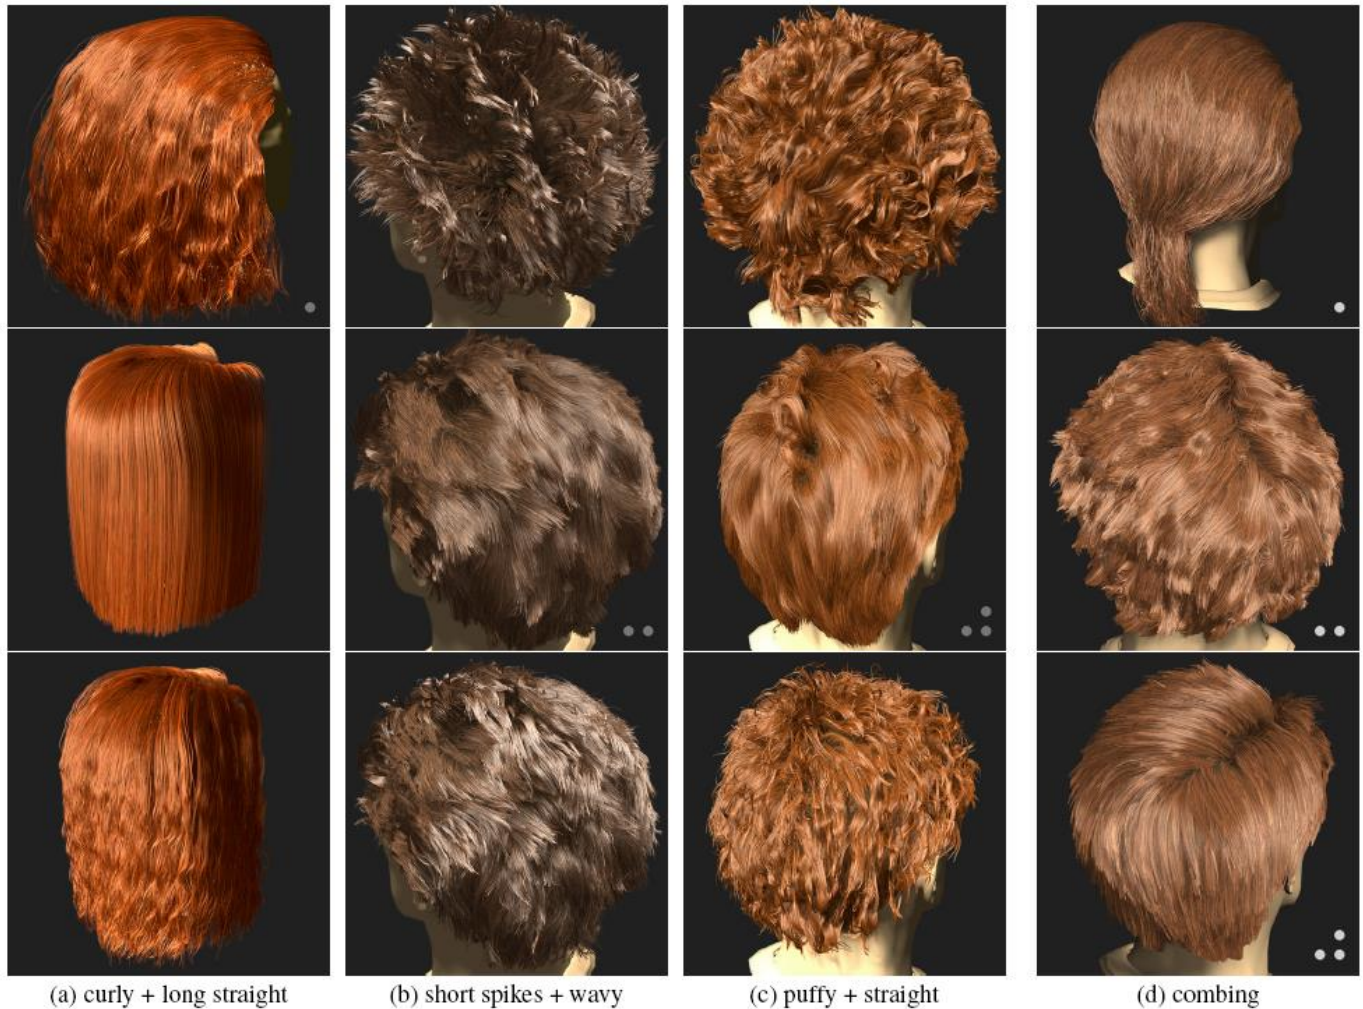 (a) curly + long straight
(b) short spikes + wavy
(c) puffy + straight
(d) combing